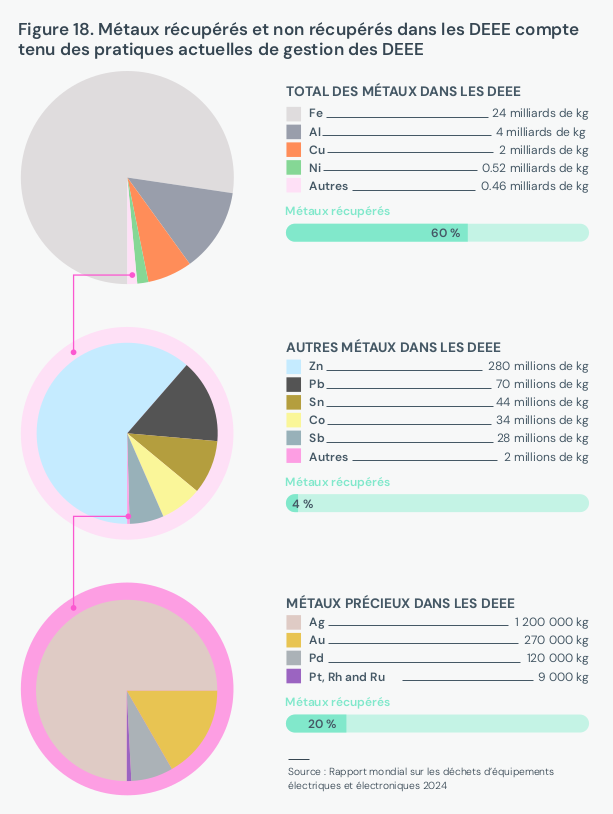 Figure 18. Métaux récupérés et non récupérés dans les DEEE compte
tenu des pratiques actuelles de gestion des DEEE
TOTAL DES MÉTAUX DANS LES DEEE
Fe 24 milliards de kg
Al 4 milliards de kg
Cu 2 milliards de kg
Ni 0.52 milliards de kg
Autres 0.46 milliards de kg
Métaux récupérés
60 %
AUTRES MÉTAUX DANS LES DEEE
Zn 280 millions de kg
Pb 70 millions de kg
Sn 44 millions de kg
Co 34 millions de kg
Sb 28 millions de kg
Autres 2 millions de kg
Métaux récupérés
4 %
MÉTAUX PRÉCIEUX DANS LES DEEE
Ag 1 200 000 kg
Au 270 000 kg
Pd 120 000 kg
Pt, Rh and Ru 9 000 kg
Métaux récupérés
20 %
Source : Rapport mondial sur les déchets d'équipements
électriques et électroniques 2024